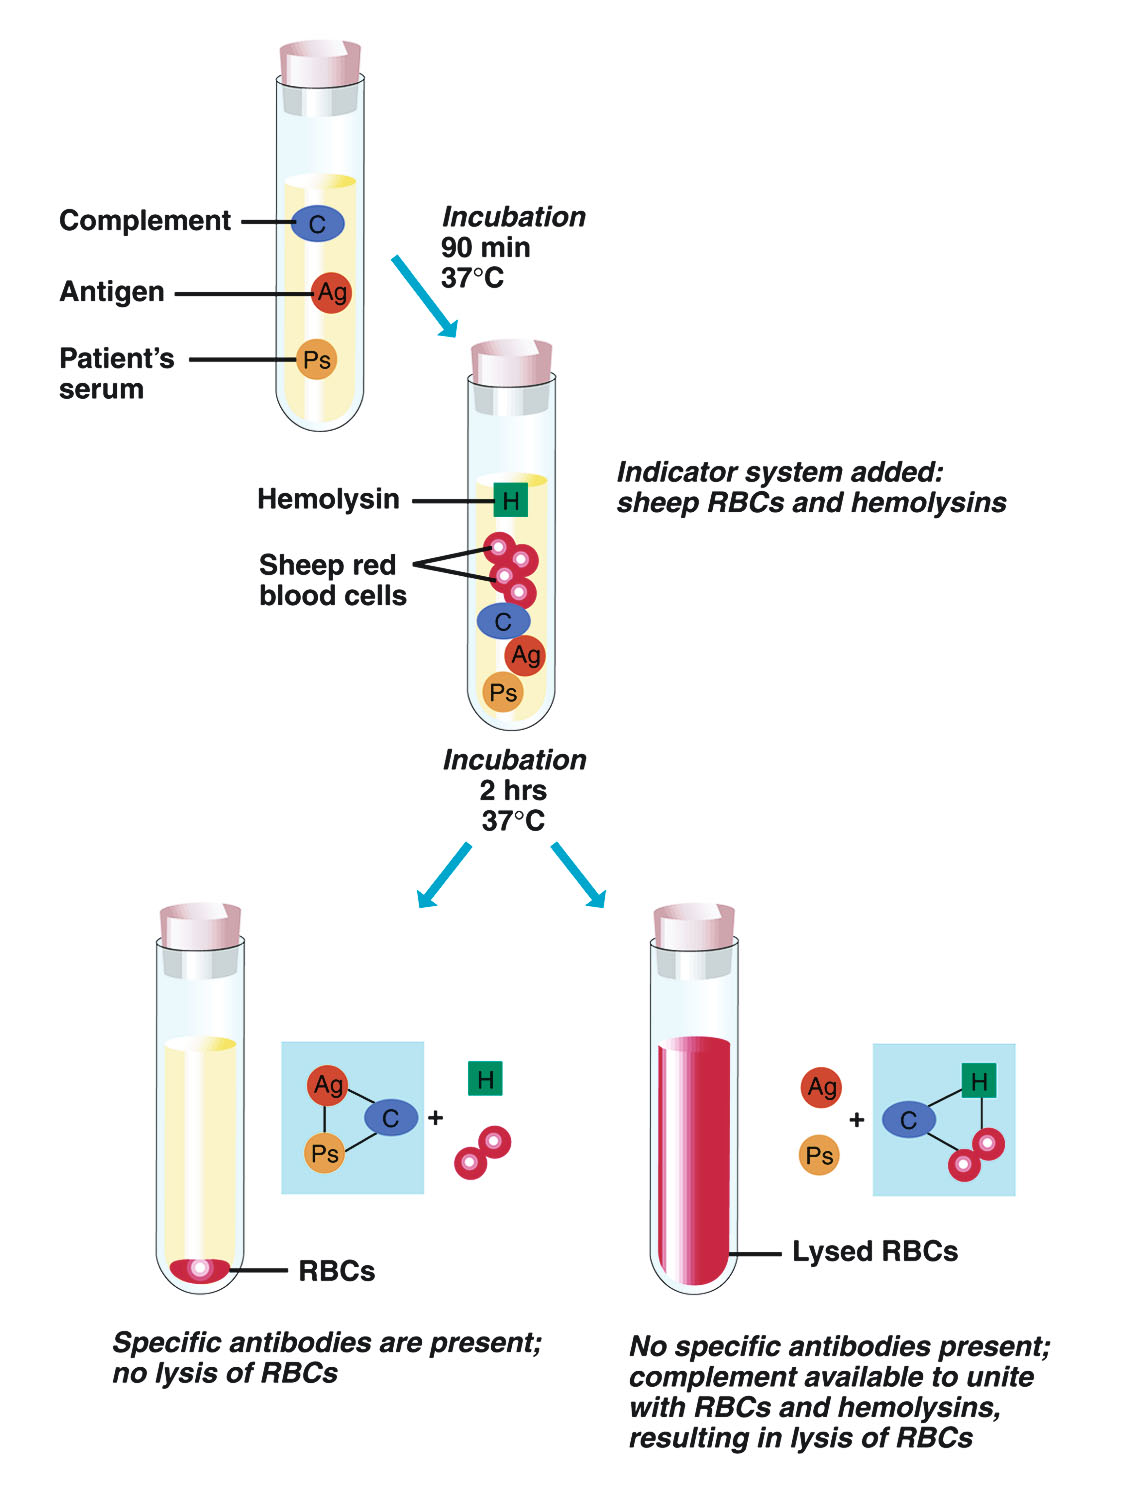 Complement
C
Antigen
Ag
Patient's
serum
Ps
Incubation
90 min
37°C
Indicator system added:
sheep RBCs and hemolysins
Hemolysin
H
Sheep red
blood cells
C
Ag
Ps
Incubation
2 hrs
37°C
Ag
C
Ps
+
H
RBCs
Specific antibodies are present;
no lysis of RBCs
Ag
+
Ps
C
H
Lysed RBCs
No specific antibodies present;
complement available to unite
with RBCs and hemolysins,
resulting in lysis of RBCs